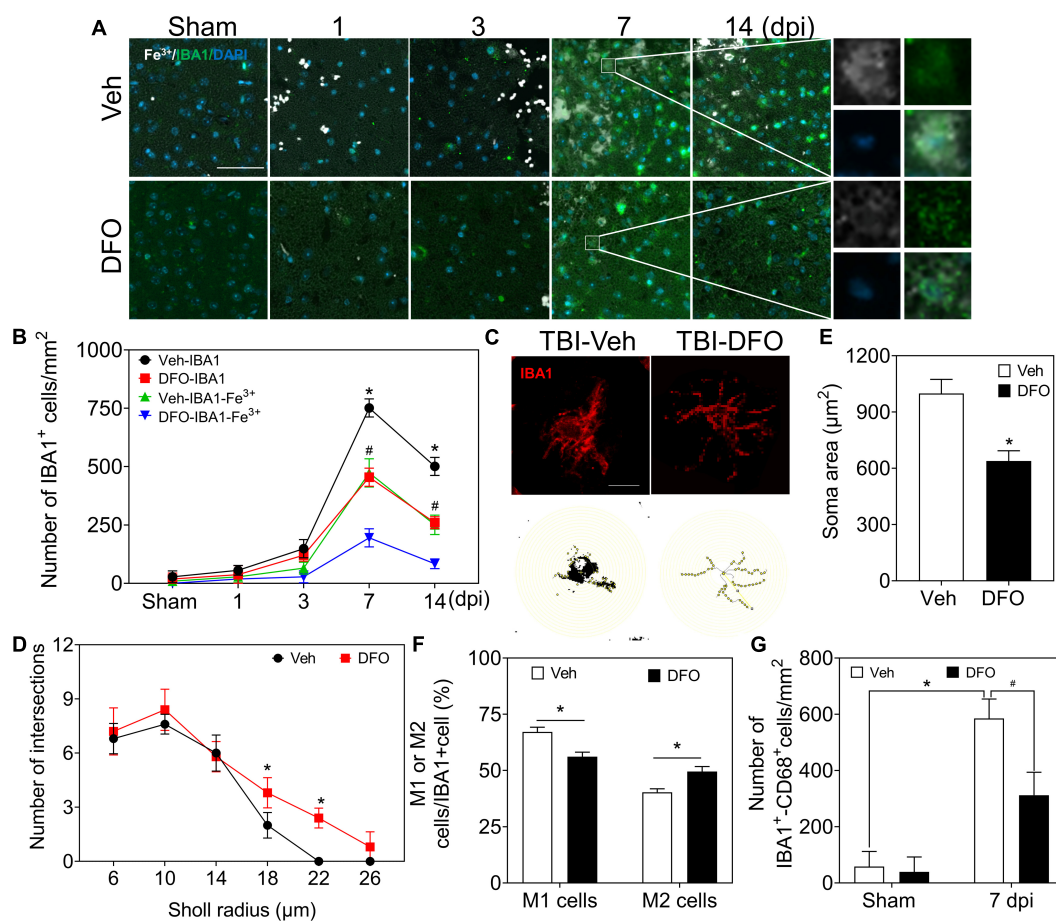 A
Sham 1 3 7 14 (dpi)
Fe³⁺/IBA1/DAPI
Veh
DFO
B
Number of IBA1⁺ cells/mm²
1000
750
500
250
0
Veh-IBA1
DFO-IBA1
Veh-IBA1-Fe³⁺
DFO-IBA1-Fe³⁺
*
#
*
#
Sham 1 3 7 14 (dpi)
C
TBI-Veh TBI-DFO
IBA1
E
Soma area (μm²)
1200
900
600
300
0
Veh
DFO
*
Veh DFO
D
Number of intersections
12
9
6
3
0
Veh DFO
*
*
6 10 14 18 22 26
Sholl radius (μm)
F
M1 or M2
cells/IBA1+cell (%)
100
75
50
25
0
Veh DFO
*
*
M1 cells M2 cells
G
Number of
IBA1⁺-CD68⁺cells/mm²
800
600
400
200
0
Veh DFO
*
#
Sham 7 dpi